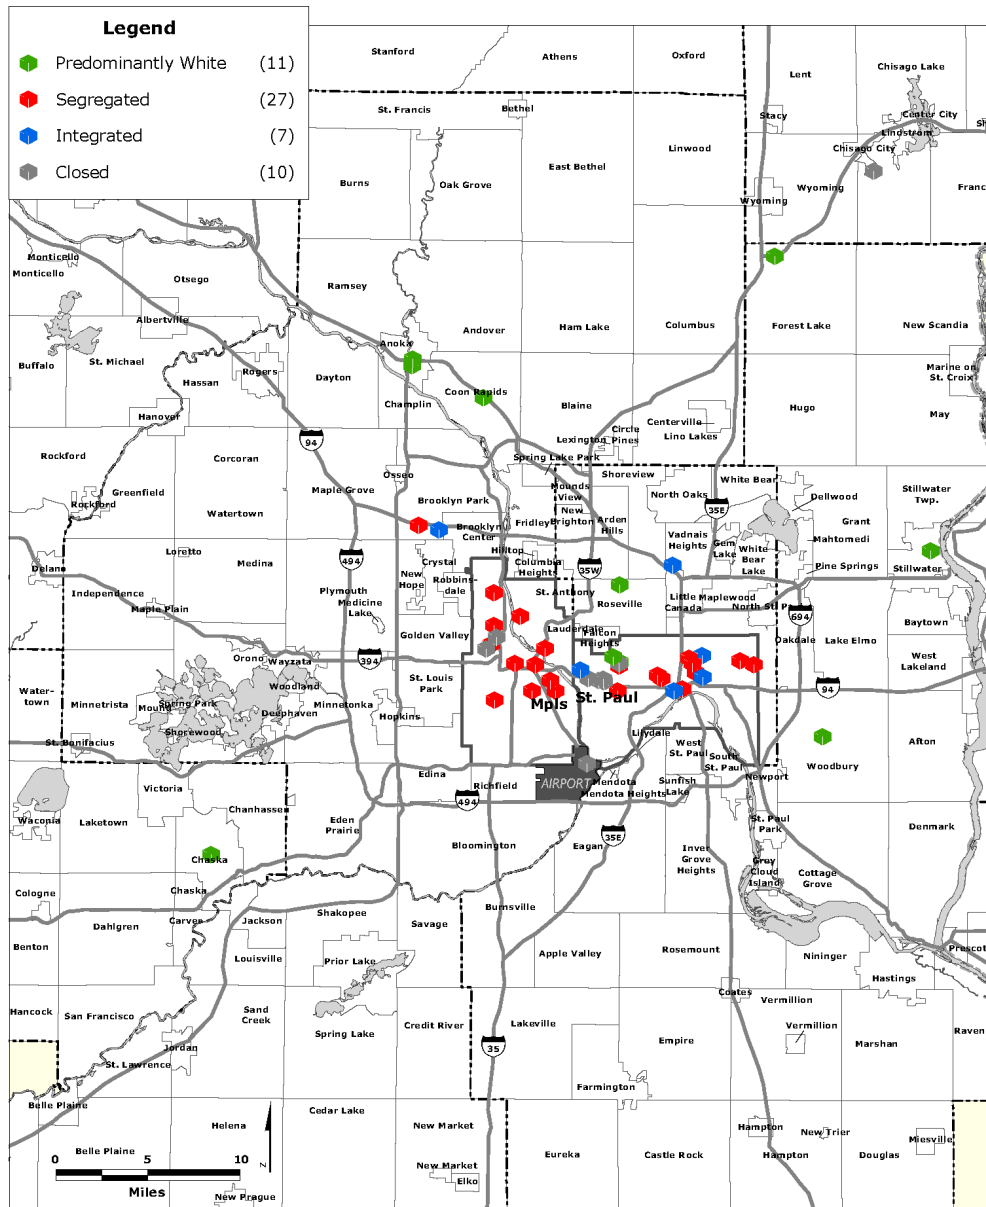 Legend
Predominantly White (11)
Segregated (27)
Integrated (7)
Closed (10)
Stanford
Athens
Oxford
Lent
Chisago Lake
St. Francis
Bethel
Stacy
Center City
Lindstrom
Chisago City
Linwood
East Bethel
Burns
Oak Grove
Wyoming
Wyoming
Franc
Monticello
Monticello
Otsego
Ramsey
Albertville
Andover
Ham Lake
Columbus
Forest Lake
New Scandia
Anoka
Buffalo
St. Michael
Rogers
Hassan
Dayton
Coon Rapids
Marine on
St. Croix
Champlin
Blaine
Hugo
May
Hanover
Centerville
Circle
Pines
Lexington
Lino Lakes
94
Rockford
Corcoran
Spring Lake Park
Osseo
Shoreview
Mounds
View
White Bear
Maple Grove
Greenfield
Rockford
Brooklyn Park
North Oaks
Dellwood
Stillwater
Twp.
35E
Watertown
New
Brighton
Arden
Hills
Fridley
Brooklyn
Center
Grant
Vadnais
Heights
Mahtomedi
Gem
Lake
White
Bear
Lake
Loretto
Medina
494
Hilltop
Crystal
Columbia
Heights
35W
Pine Springs
Stillwater
Delano
New
Hope
Robbins-
dale
Independence
Plymouth
Medicine
Lake
St. Anthony
Roseville
Little
Canada
Maplewood
North St. Pa
Maple Plain
694
Baytown
Lauderdale
Falcon
Heights
Golden Valley
Oakdale
Lake Elmo
Orono
Wayzata
394
West
Lakeland
Water-
town
Minnetrista
Mound
Spring Park
Woodland
Deephaven
Minnetonka
St. Louis
Park
94
Hopkins
Mpls
St. Paul
Shorewood
St. Bonifacius
Lilydale
West
St. Paul
South
St. Paul
Afton
Woodbury
Edina
Richfield
AIRPORT
Mendota
Mendota Heights
Sunfish
Lake
Newport
Victoria
Chanhassen
Waconia
Laketown
494
Eden
Prairie
St. Paul
Park
Denmark
35E
Bloomington
Eagan
Inver
Grove
Heights
Chaska
Grey
Cloud
Island
Cottage
Grove
Chaska
Cologne
Burnsville
Carver
Jackson
Shakopee
Dahlgren
Savage
Benton
Louisville
Prior Lake
Apple Valley
Rosemount
Nininger
Prescot
Hastings
Coates
Vermillion
Hancock
San Francisco
Sand
Creek
Spring Lake
Credit River
Lakeville
Vermillion
Raven
Empire
Marshan
Jordan
35
St. Lawrence
Farmington
Belle Plaine
Cedar Lake
Helena
New Market
Hampton
New Trier
Miesville
Belle Plaine
Eureka
Castle Rock
Hampton
Douglas
0 5 10
Miles
New Market
Elko
New Prague